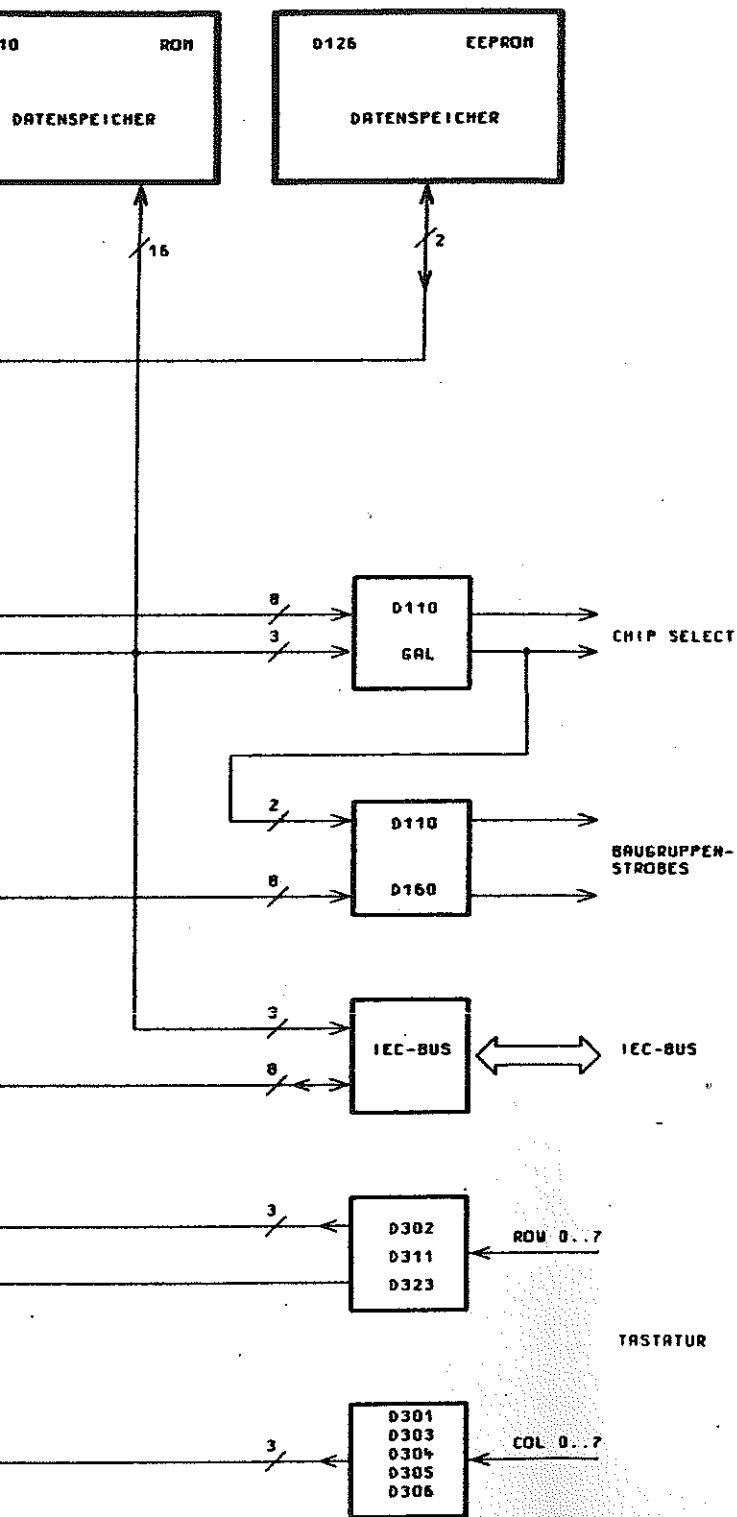 10 ROM
DATENSPEICHER
D126 EEPROM
DATENSPEICHER
16
2
8
3
D110
GAL
CHIP SELECT
2
8
D110
D160
BAUGRUPPEN-
STROBES
3
8
IEC-BUS
IEC-BUS
3
D302
D311
D323
ROW 0..7
TASTATUR
3
D301
D303
D304
D305
D306
COL 0..7